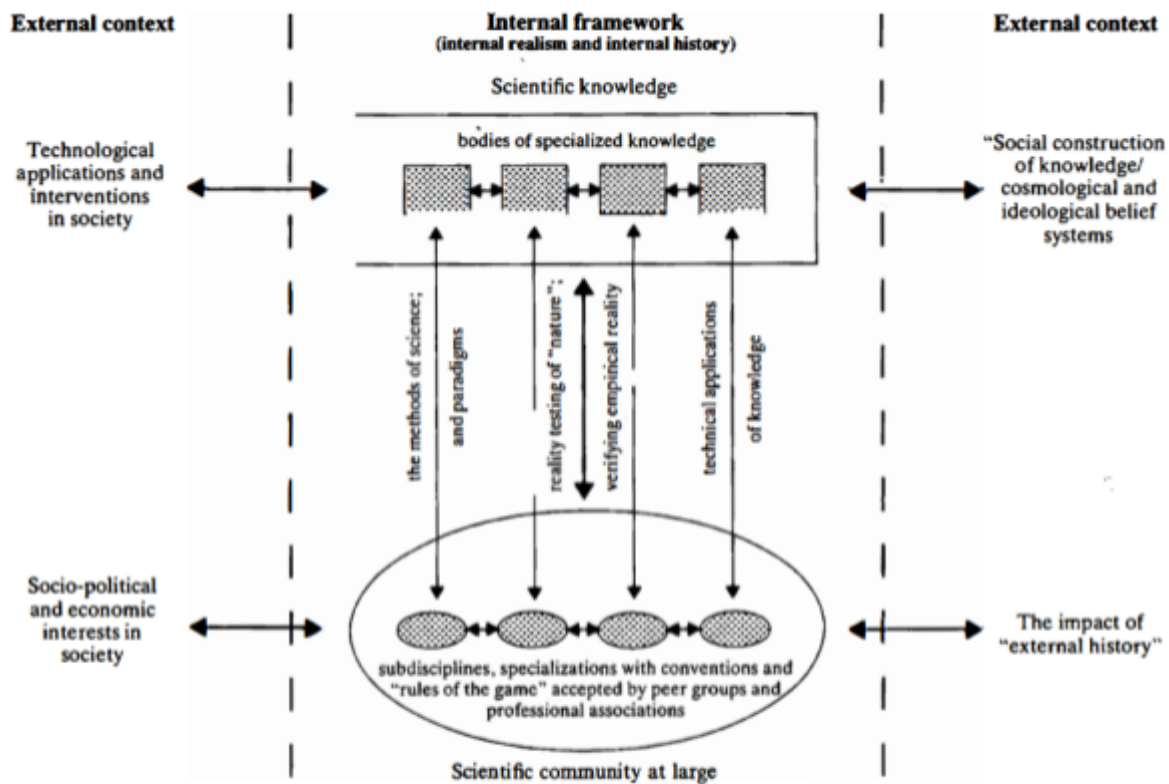 External context
Internal framework
(internal realism and internal history)
External context
Scientific knowledge
bodies of specialized knowledge
Technological
applications and
interventions
in society
"Social construction
of knowledge/
cosmological and
ideological belief
systems
the methods of science;
and paradigms
reality testing of "nature";
verifying empirical reality
technical applications
of knowledge
Socio-political
and economic
interests in
society
The impact of
"external history"
subdisciplines, specializations with conventions and
"rules of the game" accepted by peer groups and
professional associations
Scientific community at large